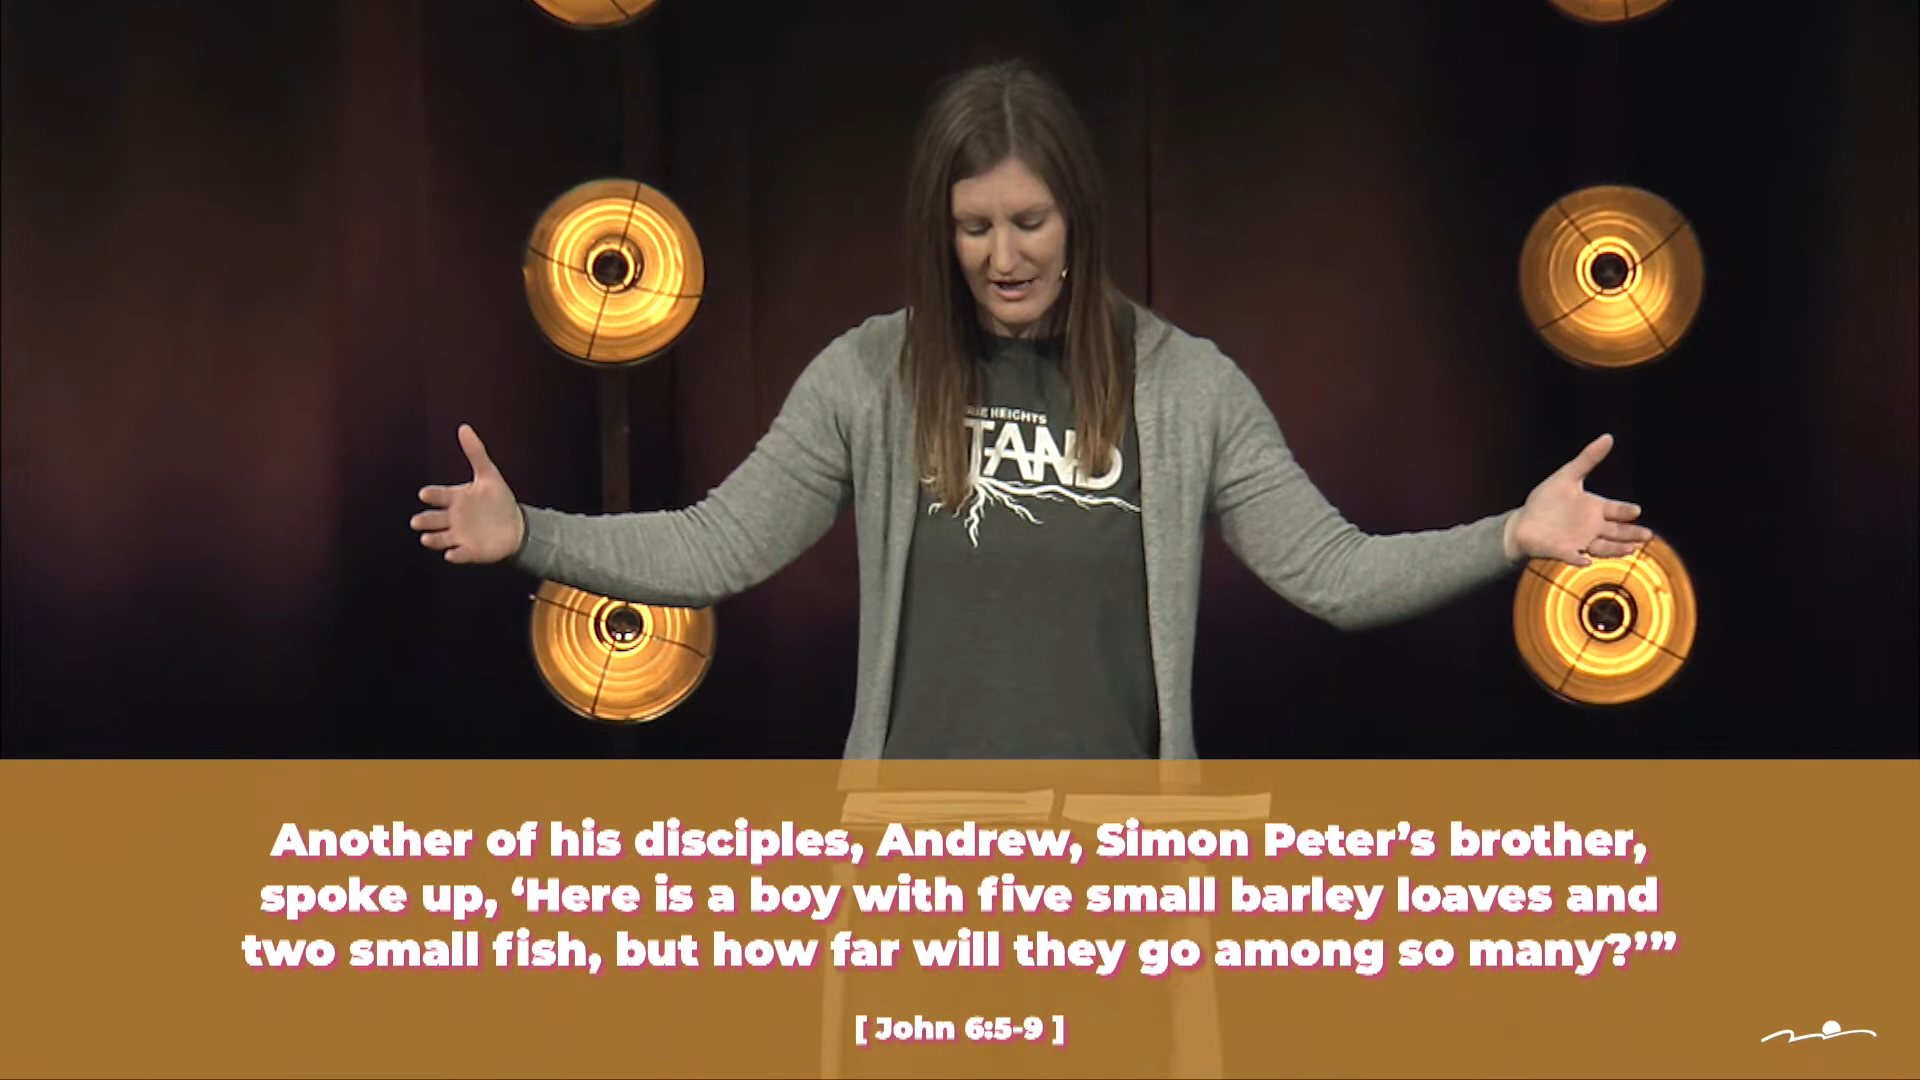 HEIGHTS
Another of his disciples, Andrew, Simon Peter’s brother,
spoke up, ‘Here is a boy with five small barley loaves and
two small fish, but how far will they go among so many?’”
[ John 6:5-9 ]